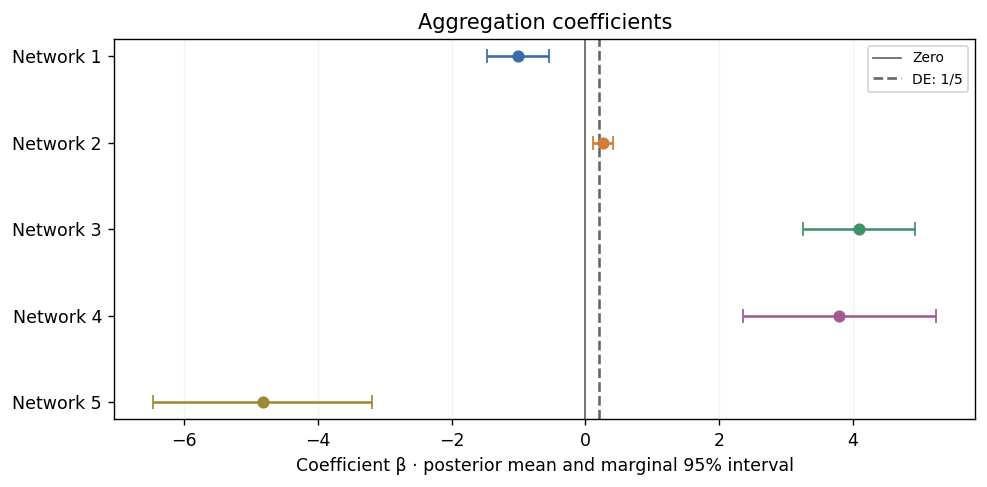 Aggregation coefficients
Network 1
Network 2
Network 3
Network 4
Network 5
Zero
DE: 1/5
−6 −4 −2 0 2 4
Coefficient β · posterior mean and marginal 95% interval